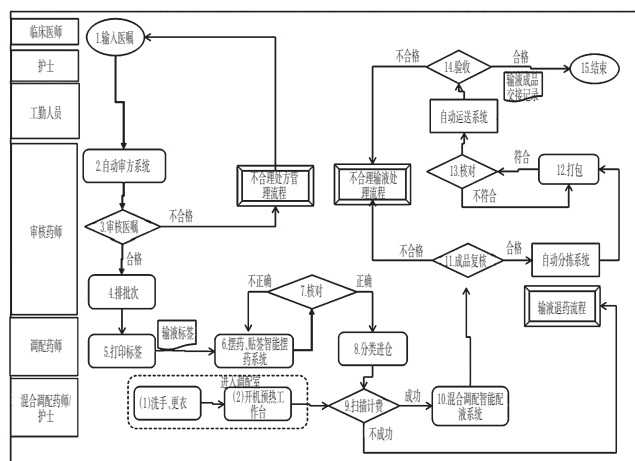 临床医师
护士
工勤人员
审核药师
调配药师
混合调配药师/
护士
1.输入医嘱
2.自动审方系统
3.审核医嘱
不合格
合格
不合理处方管
理流程
4.排批次
5.打印标签
输液标签
6.摆药、贴签智能摆
药系统
不正确
7.核对
正确
8.分类进仓
进入调配室
(1)洗手、更衣
(2)开机预热工
作台
9.扫描计费
成功
不成功
10.混合调配智能配
液系统
11.成品复核
不合格
合格
不合理输液处
理流程
自动分拣系统
输液退药流程
12.打包
13.核对
符合
不符合
自动运送系统
14.验收
不合格
合格
输液成品
交接记录
15.结束